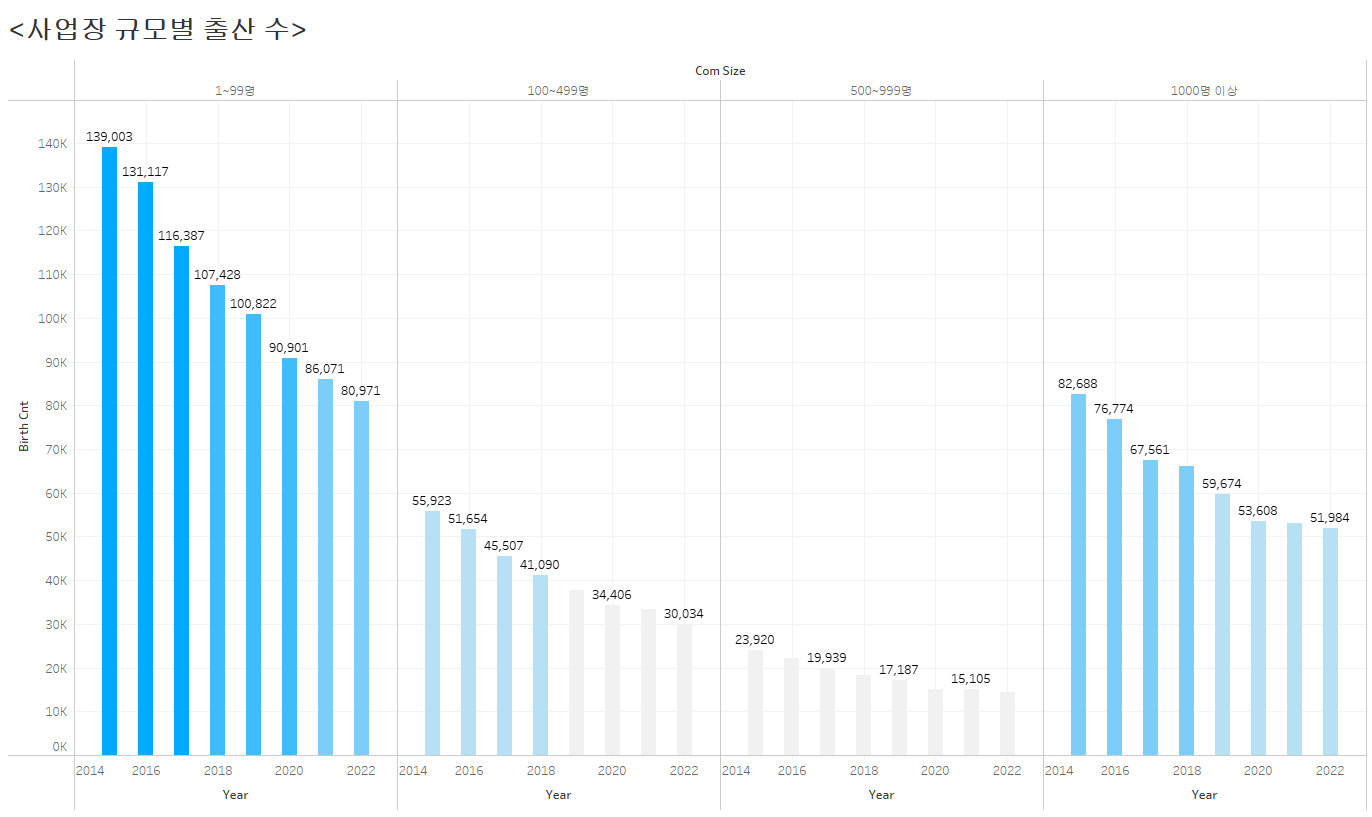 <사업장 규모별 출산 수>
Com Size
1~99명 100~499명 500~999명 1000명 이상
Birth Cnt
140K
130K
120K
110K
100K
90K
80K
70K
60K
50K
40K
30K
20K
10K
0K
139,003
131,117
116,387
107,428
100,822
90,901
86,071
80,971
55,923
51,654
45,507
41,090
34,406
30,034
23,920
19,939
17,187
15,105
82,688
76,774
67,561
59,674
53,608
51,984
2014 2016 2018 2020 2022 2014 2016 2018 2020 2022 2014 2016 2018 2020 2022 2014 2016 2018 2020 2022
Year Year Year Year